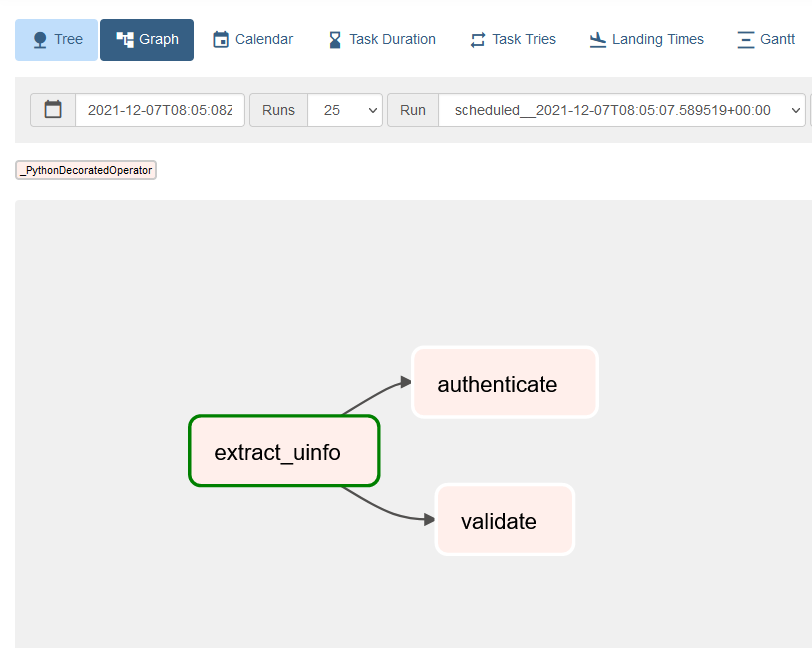 Tree Graph Calendar Task Duration Task Tries Landing Times Gantt
2021-12-07T08:05:08Z Runs 25 Run scheduled__2021-12-07T08:05:07.589519+00:00
_PythonDecoratedOperator
authenticate
extract_uinfo
validate